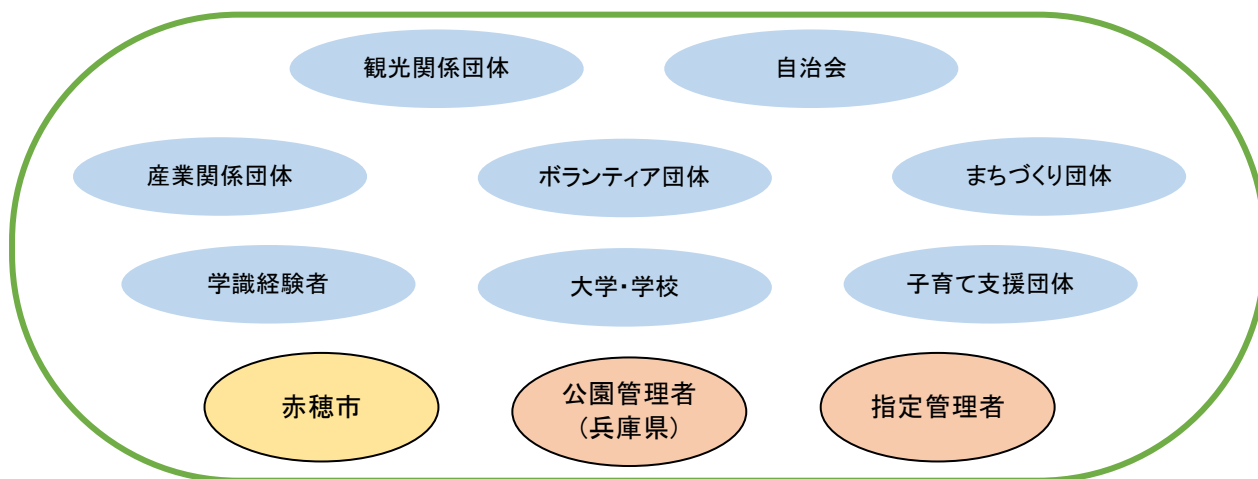 観光関係団体
自治会
産業関係団体
ボランティア団体
まちづくり団体
学識経験者
大学・学校
子育て支援団体
赤穂市
公園管理者
(兵庫県)
指定管理者